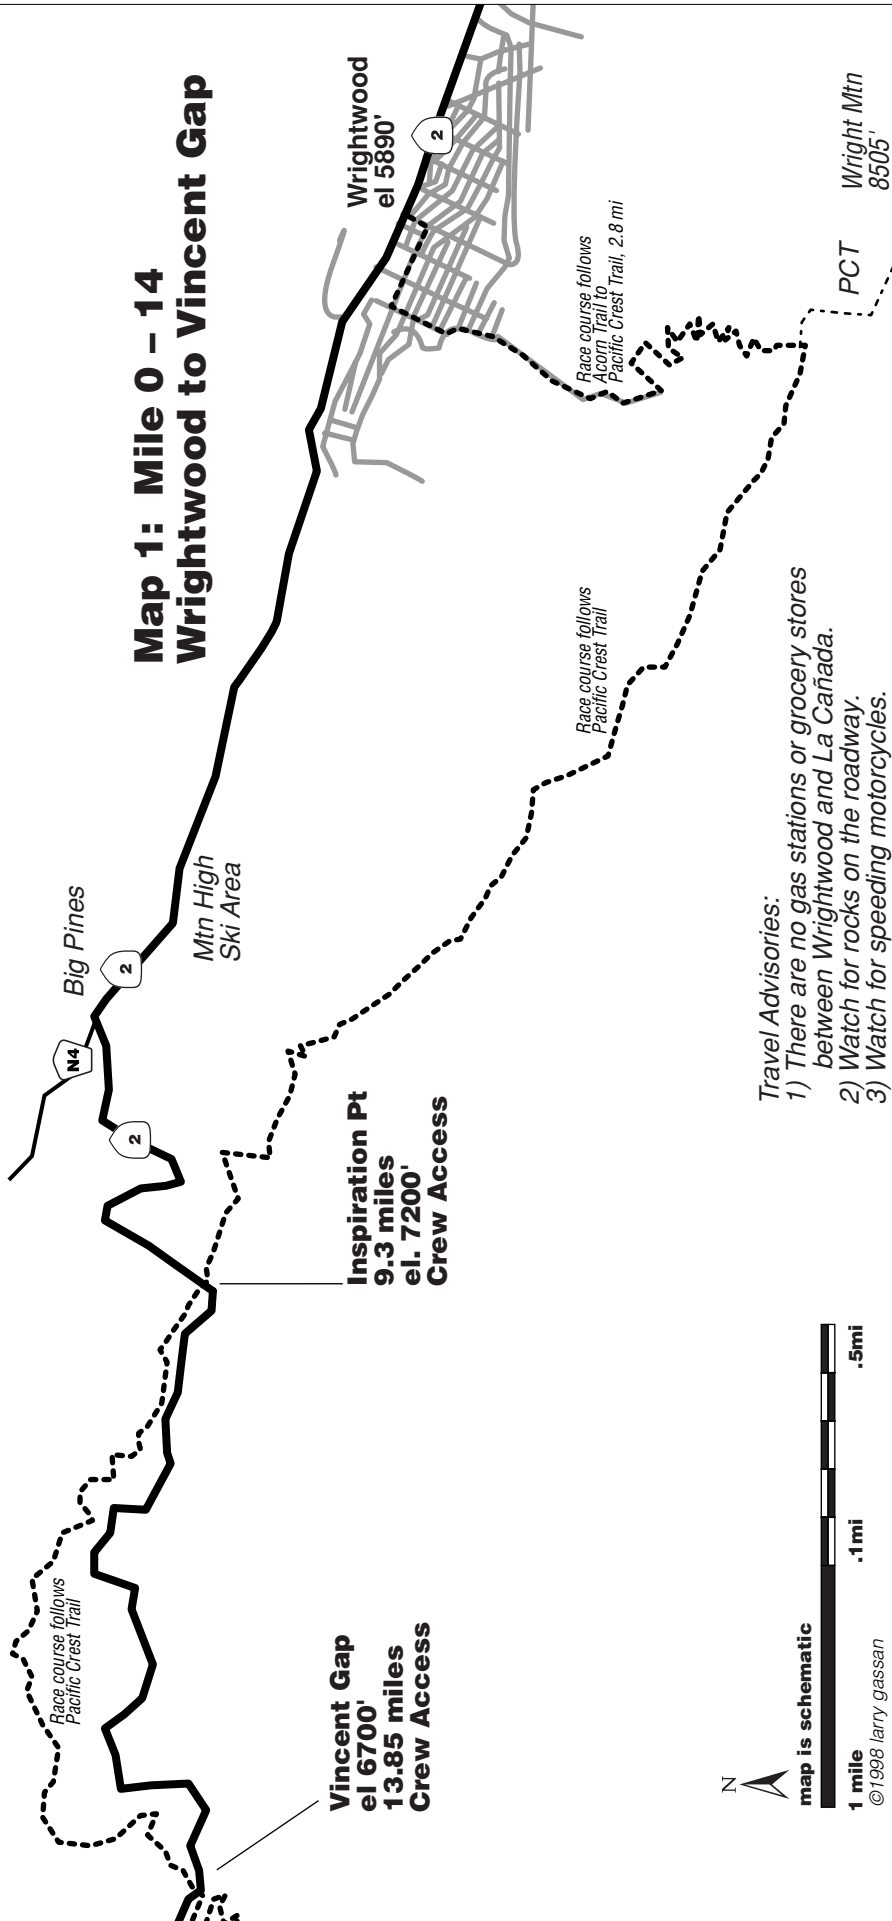 Map 1:  Mile 0 – 14
Wrightwood to Vincent Gap
Wrightwood
el 5890'
2
Big Pines
N4
2
Mtn High
Ski Area
2
Race course follows
Acorn Trail to
Pacific Crest Trail, 2.8 mi
PCT
Wright Mtn
8505'
Race course follows
Pacific Crest Trail
Inspiration Pt
9.3 miles
el. 7200'
Crew Access
Race course follows
Pacific Crest Trail
Vincent Gap
el 6700'
13.85 miles
Crew Access
Travel Advisories:
1) There are no gas stations or grocery stores
between Wrightwood and La Cañada.
2) Watch for rocks on the roadway.
3) Watch for speeding motorcycles.
N
map is schematic
1 mile
.1mi
.5mi
©1998 larry gassan